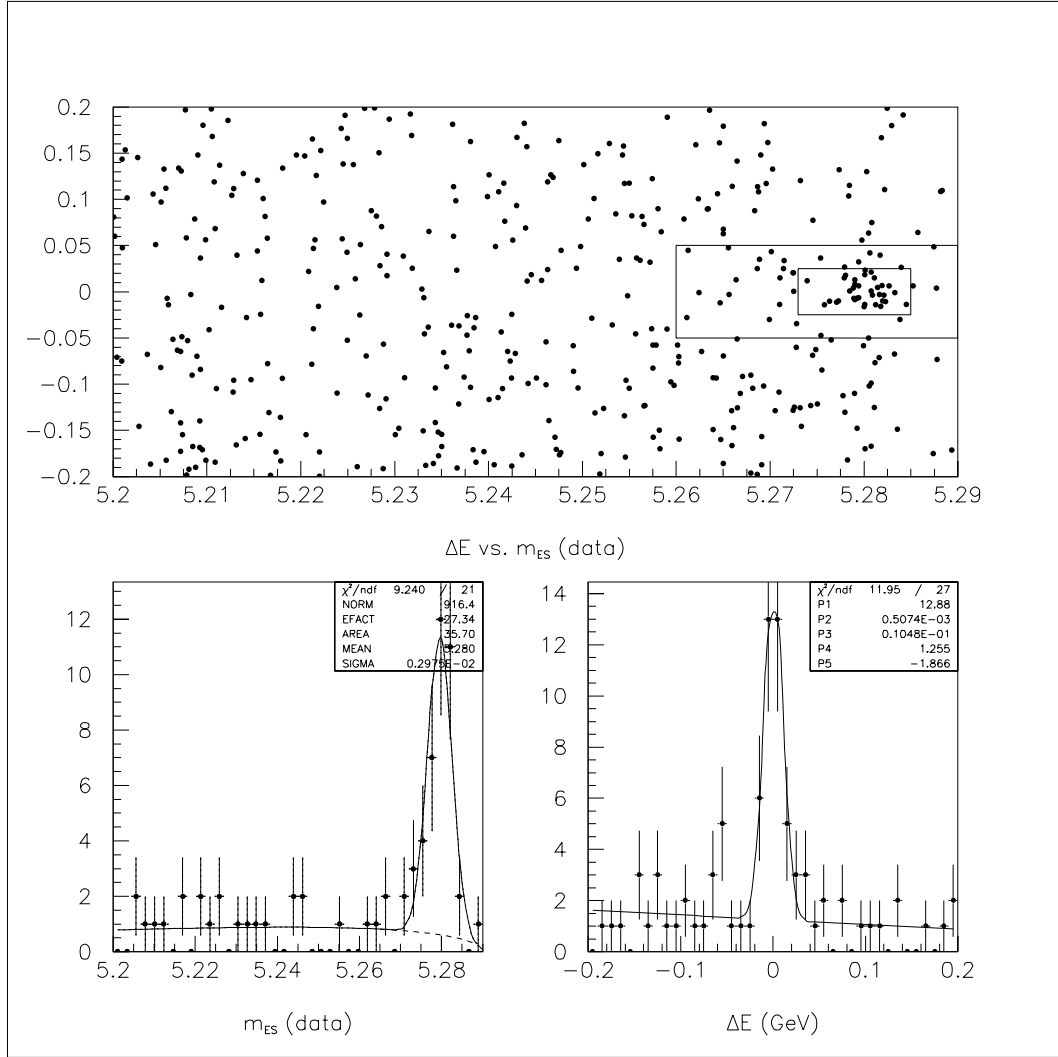 0.2
0.15
0.1
0.05
0
−0.05
−0.1
−0.15
−0.2
5.2 5.21 5.22 5.23 5.24 5.25 5.26 5.27 5.28 5.29
ΔE vs. mES (data)
χ²/ndf 9.240 / 21
NORM 916.4
EFACT −27.34
AREA 35.70
MEAN 5.280
SIGMA 0.2975E−02
12
10
8
6
4
2
0
5.2 5.22 5.24 5.26 5.28
mES (data)
χ²/ndf 11.95 / 27
P1 12.88
P2 0.5074E−03
P3 0.1048E−01
P4 1.255
P5 −1.866
14
12
10
8
6
4
2
0
−0.2 −0.1 0 0.1 0.2
ΔE (GeV)